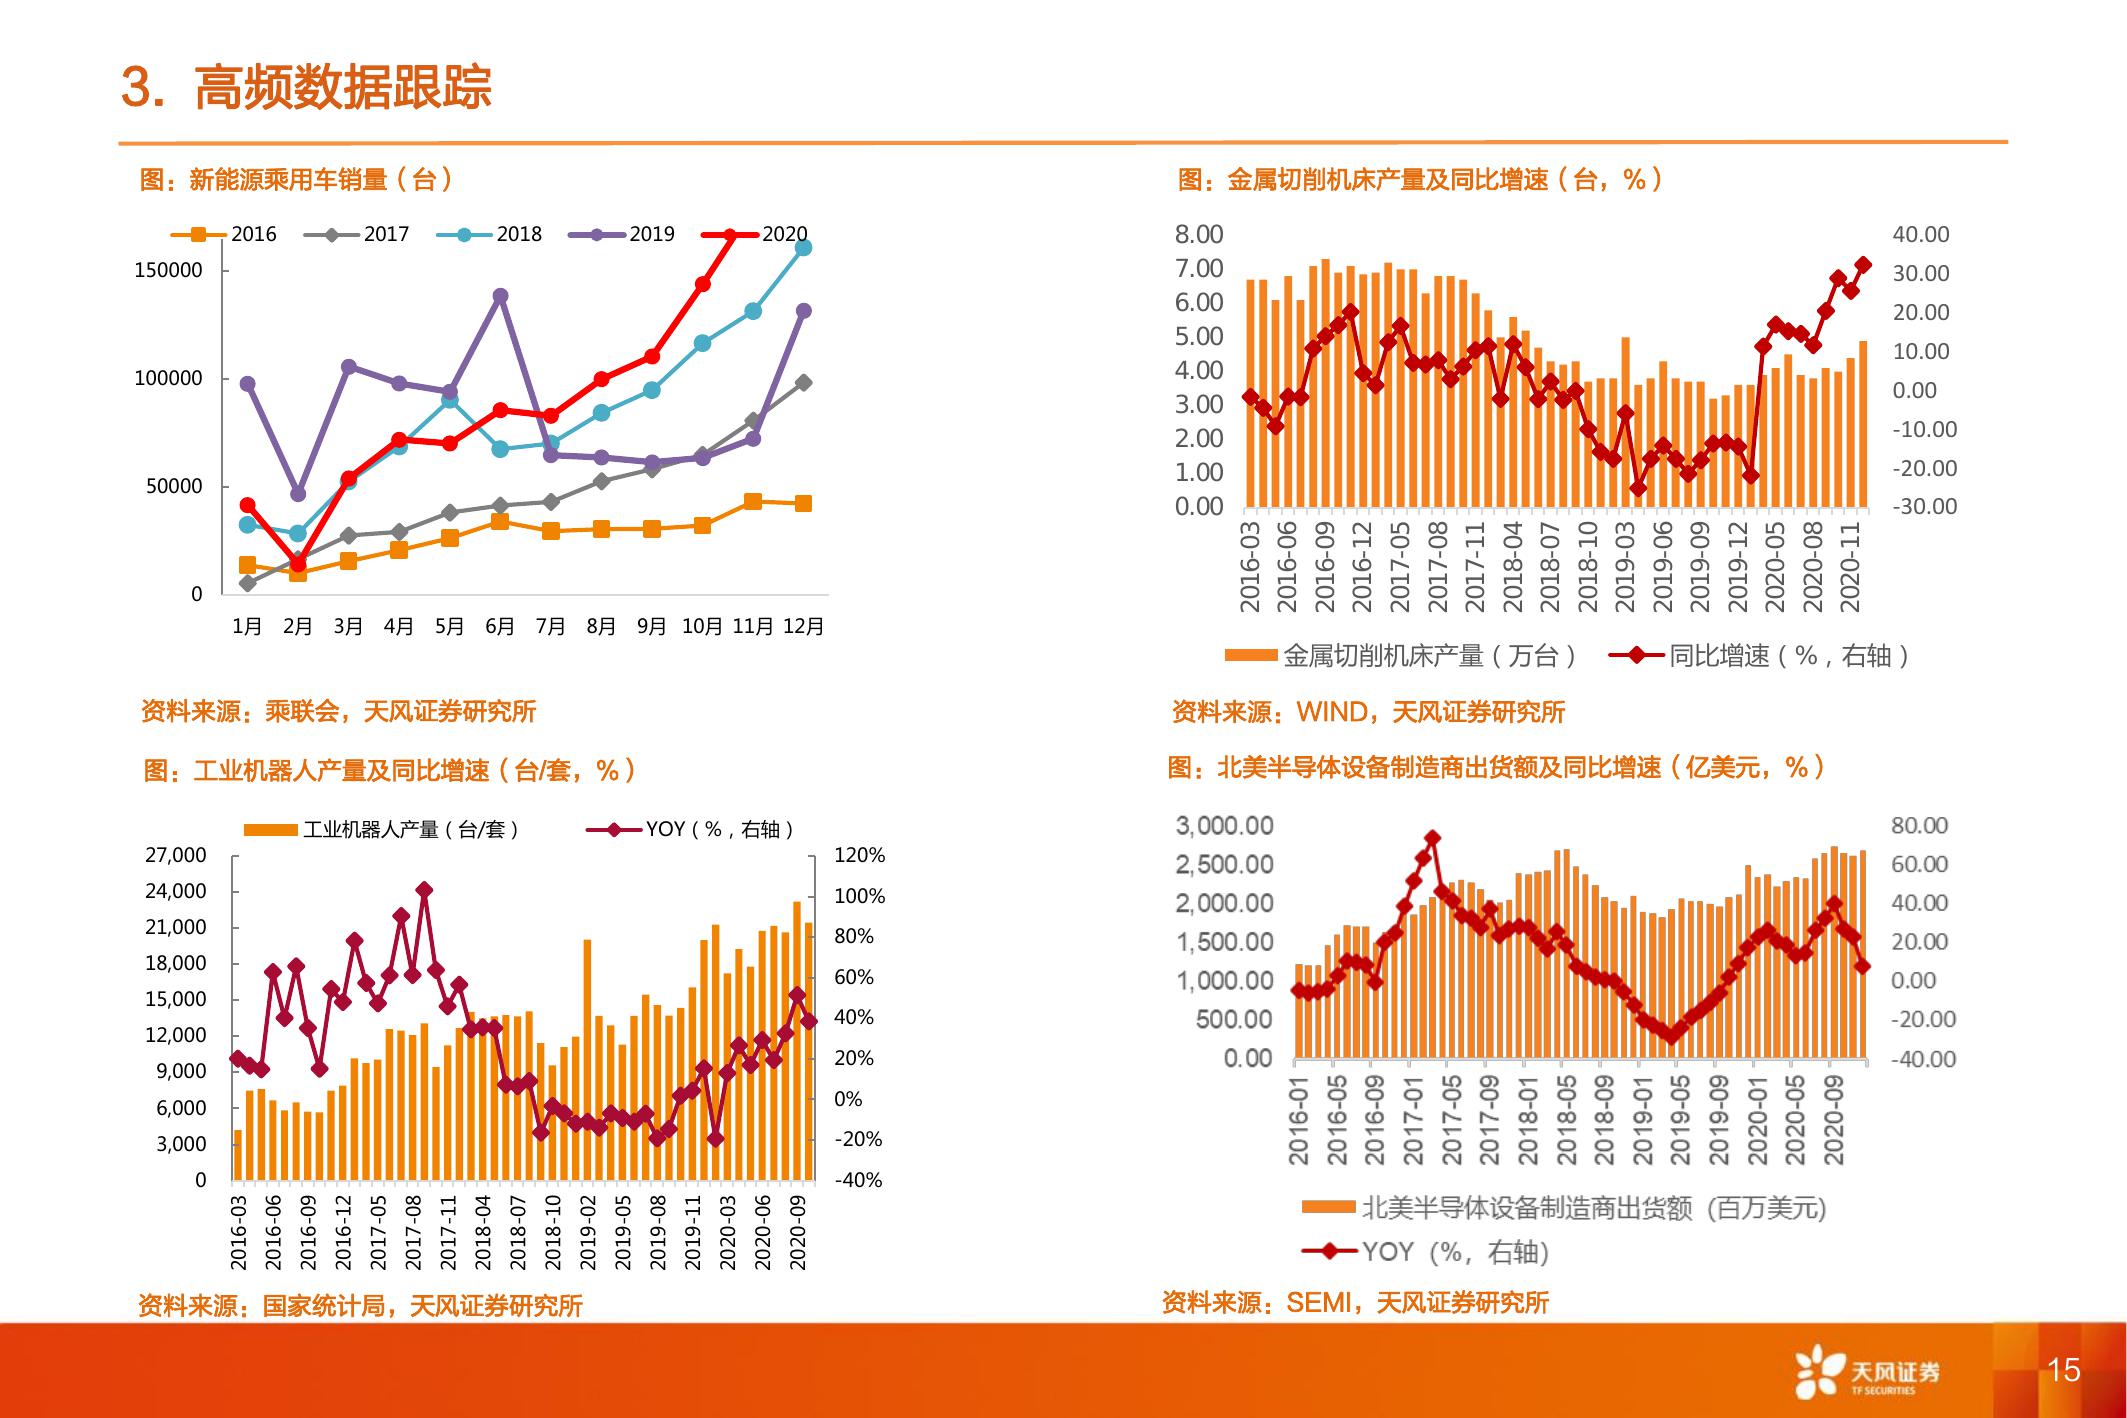 3. 高频数据跟踪
图：新能源乘用车销量（台）
2016 2017 2018 2019 2020
150000
100000
50000
0
1月 2月 3月 4月 5月 6月 7月 8月 9月 10月 11月 12月
资料来源：乘联会，天风证券研究所
图：金属切削机床产量及同比增速（台，%）
8.00
7.00
6.00
5.00
4.00
3.00
2.00
1.00
0.00
40.00
30.00
20.00
10.00
0.00
-10.00
-20.00
-30.00
2016-03 2016-06 2016-09 2016-12 2017-05 2017-08 2017-11 2018-04 2018-07 2018-10 2019-03 2019-06 2019-09 2019-12 2020-05 2020-08 2020-11
金属切削机床产量（万台） 同比增速（%，右轴）
资料来源：WIND，天风证券研究所
图：工业机器人产量及同比增速（台/套，%）
工业机器人产量（台/套） YOY（%，右轴）
27,000
24,000
21,000
18,000
15,000
12,000
9,000
6,000
3,000
0
120%
100%
80%
60%
40%
20%
0%
-20%
-40%
2016-03 2016-06 2016-09 2016-12 2017-05 2017-08 2017-11 2018-04 2018-07 2018-10 2019-02 2019-05 2019-08 2019-11 2020-03 2020-06 2020-09
资料来源：国家统计局，天风证券研究所
图：北美半导体设备制造商出货额及同比增速（亿美元，%）
3,000.00
2,500.00
2,000.00
1,500.00
1,000.00
500.00
0.00
80.00
60.00
40.00
20.00
0.00
-20.00
-40.00
2016-01 2016-05 2016-09 2017-01 2017-05 2017-09 2018-01 2018-05 2018-09 2019-01 2019-05 2019-09 2020-01 2020-05 2020-09
北美半导体设备制造商出货额 (百万美元)
YOY (%, 右轴)
资料来源：SEMI，天风证券研究所
天风证券
TF SECURITIES
15